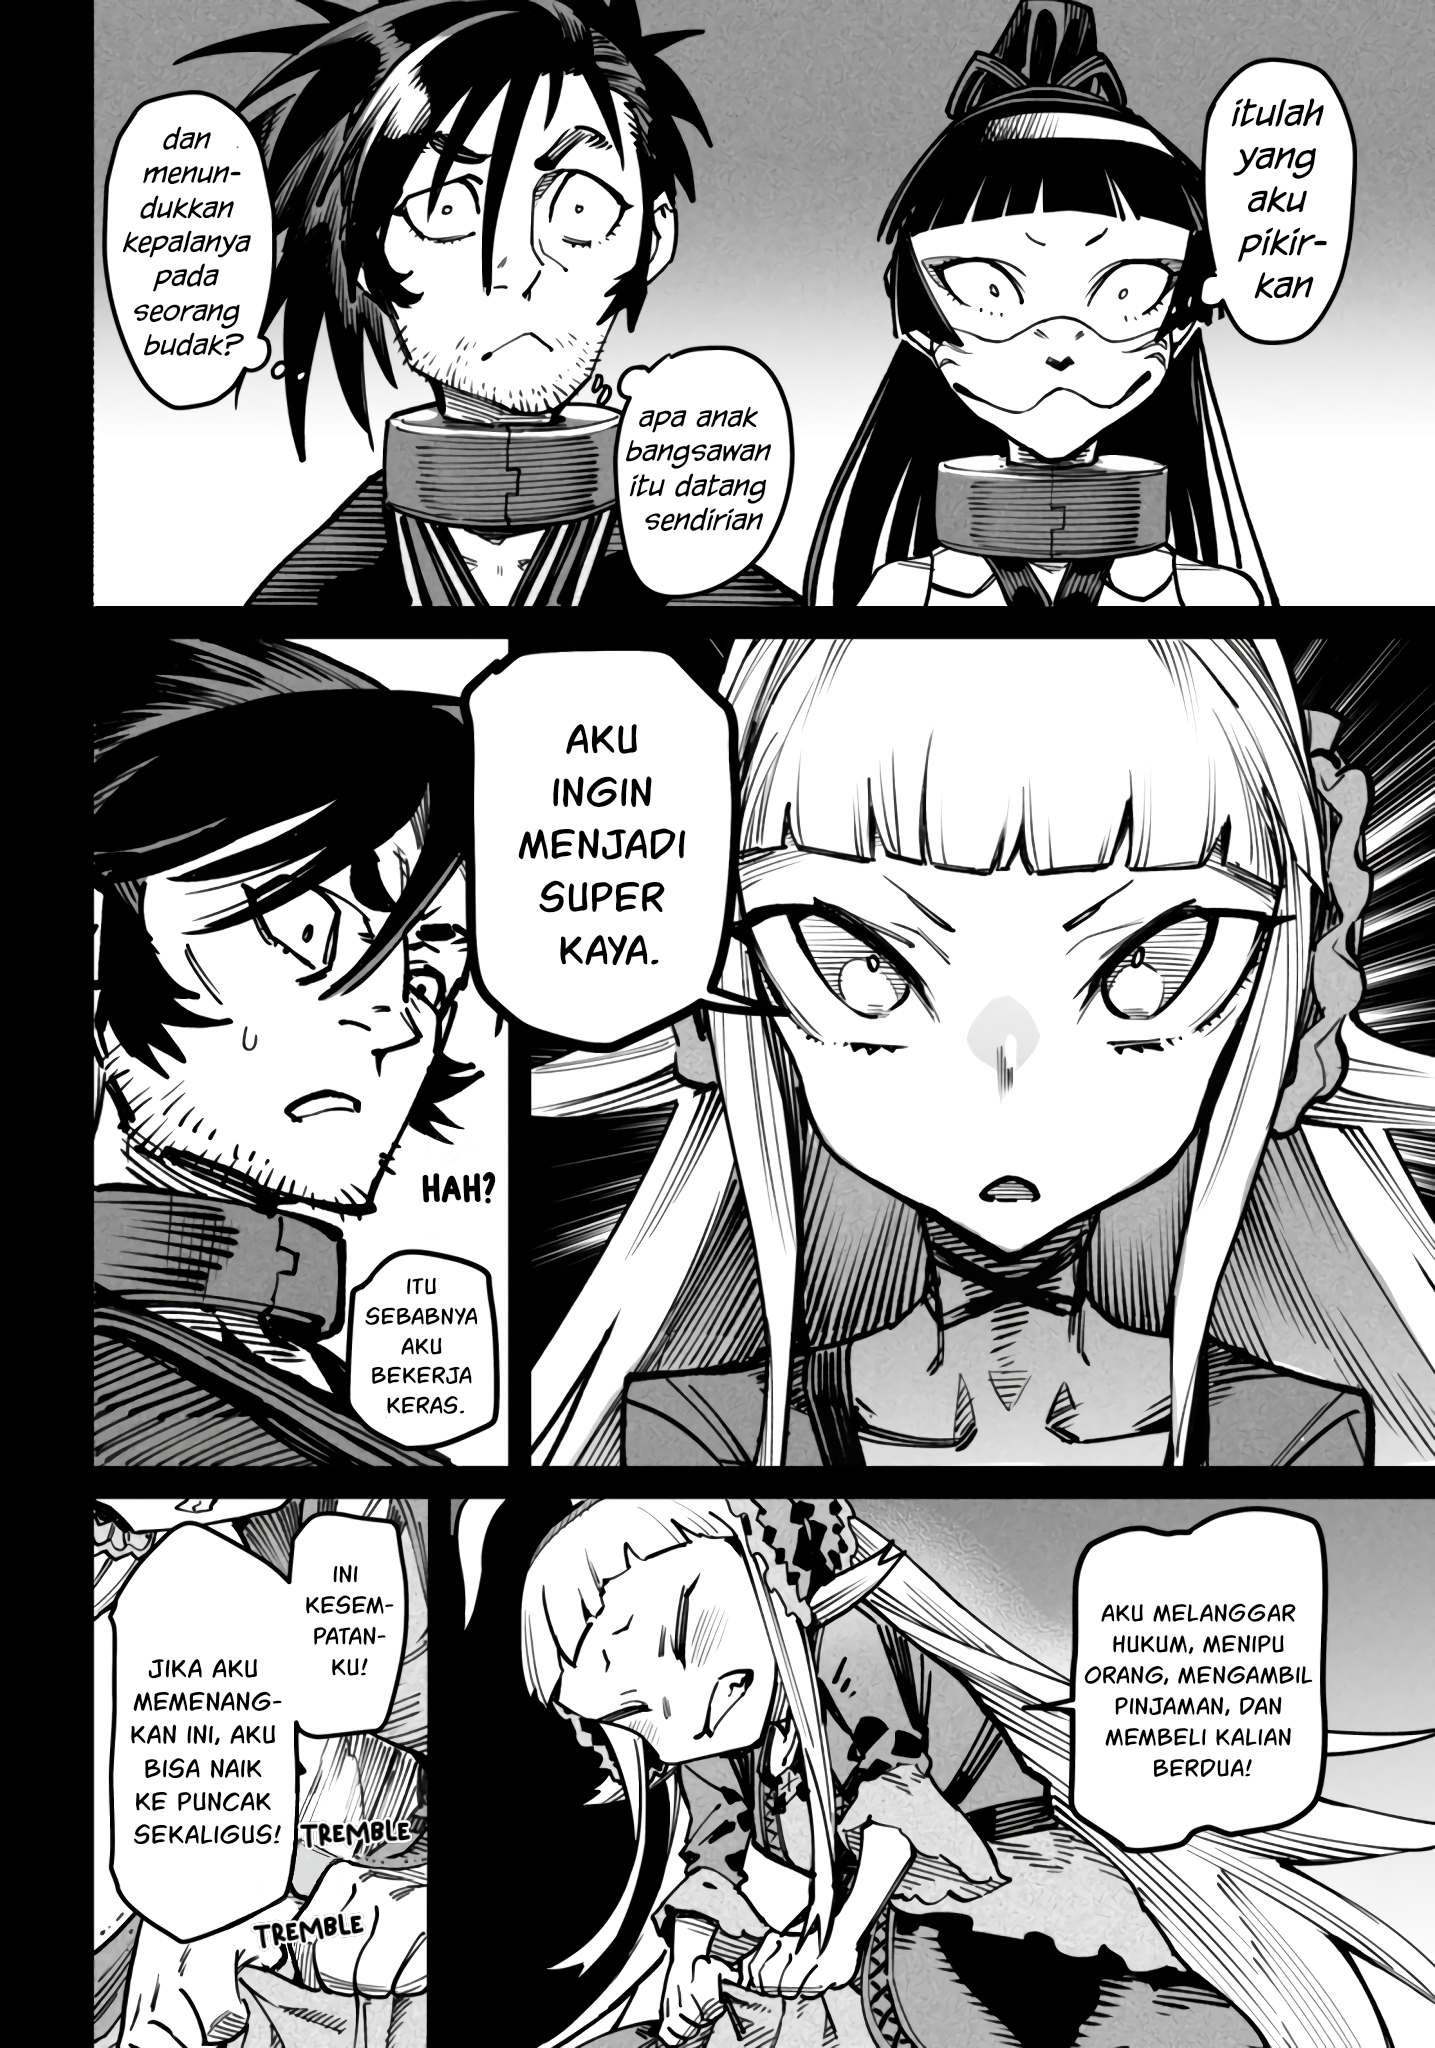 itulah
yang
aku
pikir-
kan
apa anak
bangsawan
itu datang
sendirian
dan
menun-
dukkan
kepalanya
pada
seorang
budak?
AKU
INGIN
MENJADI
SUPER
KAYA.
HAH?
ITU
SEBABNYA
AKU
BEKERJA
KERAS.
AKU MELANGGAR
HUKUM, MENIPU
ORANG, MENGAMBIL
PINJAMAN, DAN
MEMBELI KALIAN
BERDUA!
INI
KESEM-
PATAN-
KU!
JIKA AKU
MEMENANG-
KAN INI, AKU
BISA NAIK
KE PUNCAK
SEKALIGUS!
TREMBLE
TREMBLE